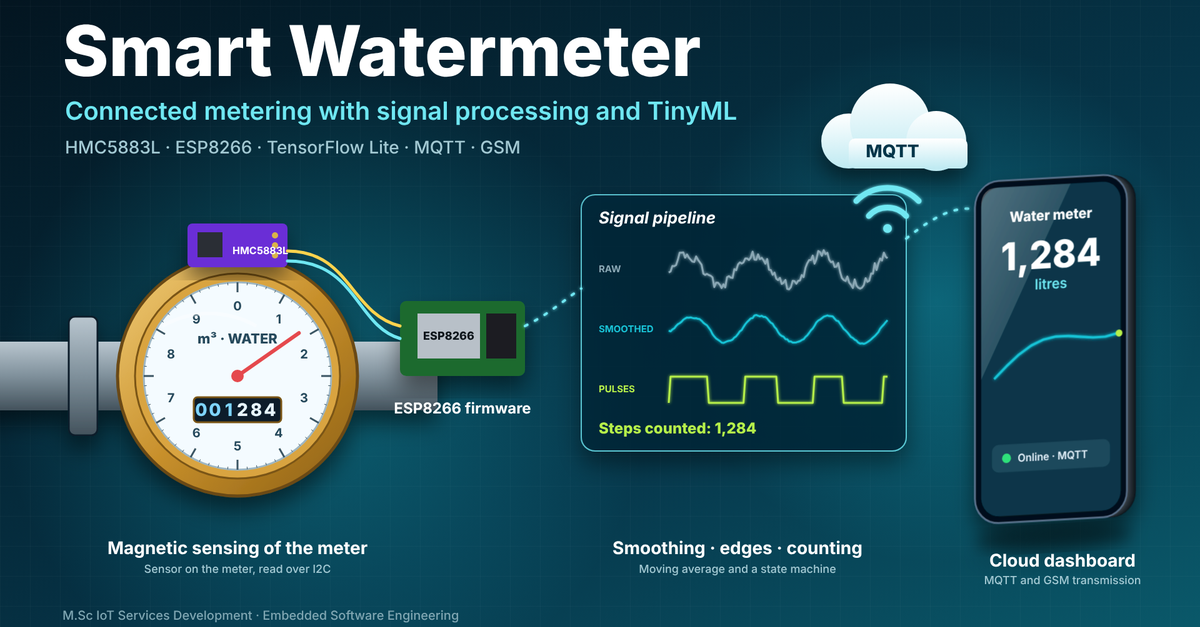 Smart Watermeter
Connected metering with signal processing and TinyML
HMC5883L · ESP8266 · TensorFlow Lite · MQTT · GSM
MQTT
HMC5883L
0
1
2
3
4
5
6
7
8
9
m³ · WATER
001284
ESP8266
ESP8266 firmware
Signal pipeline
RAW
SMOOTHED
PULSES
Steps counted: 1,284
Water meter
1,284
litres
Online · MQTT
Magnetic sensing of the meter
Sensor on the meter, read over I2C
Smoothing · edges · counting
Moving average and a state machine
Cloud dashboard
MQTT and GSM transmission
M.Sc IoT Services Development · Embedded Software Engineering